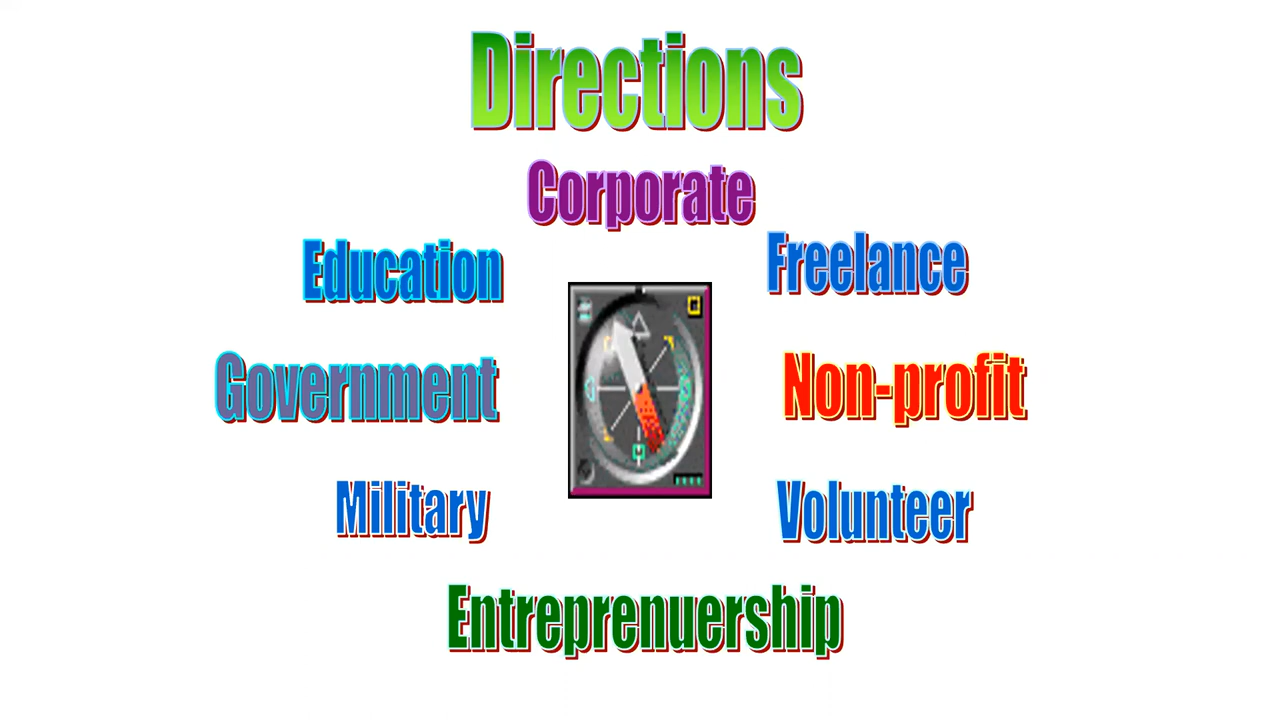 Directions
Corporate
Education
Freelance
Government
Non-profit
Military
Volunteer
Entreprenuership